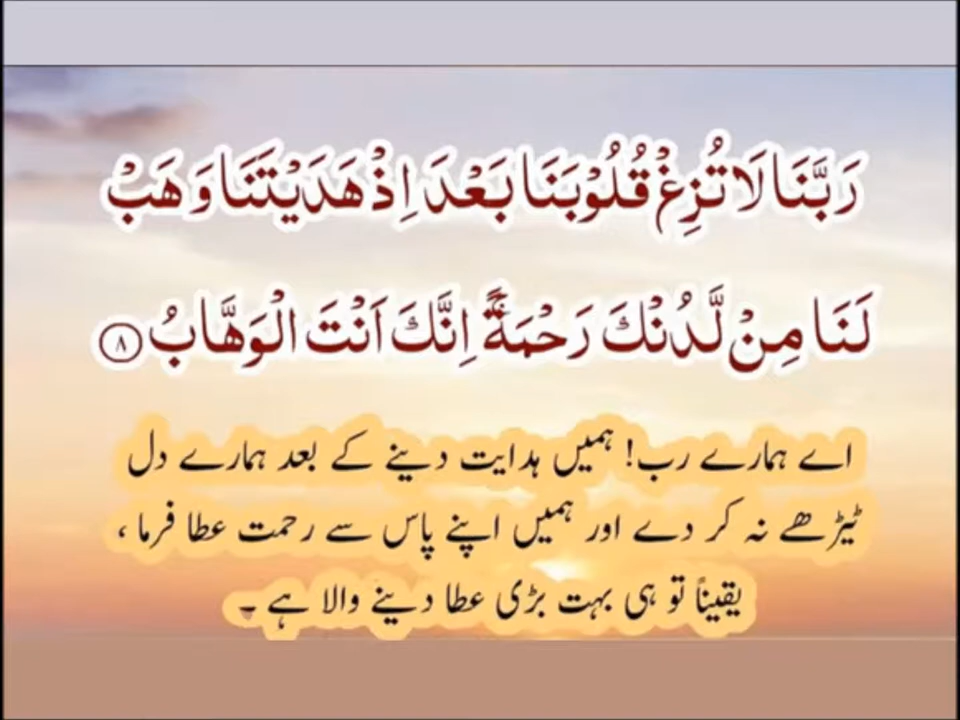 رَبَّنَا لَا تُزِغْ قُلُوْبَنَا بَعْدَ اِذْ هَدَيْتَنَا وَ هَبْ
لَنَا مِنْ لَّدُنْكَ رَحْمَةً ۚ اِنَّكَ اَنْتَ الْوَهَّابُ ﴿۸﴾
اے ہمارے رب! ہمیں ہدایت دینے کے بعد ہمارے دل
ٹیڑھے نہ کر دے اور ہمیں اپنے پاس سے رحمت عطا فرما ،
یقیناً تو ہی بہت بڑی عطا دینے والا ہے ۔